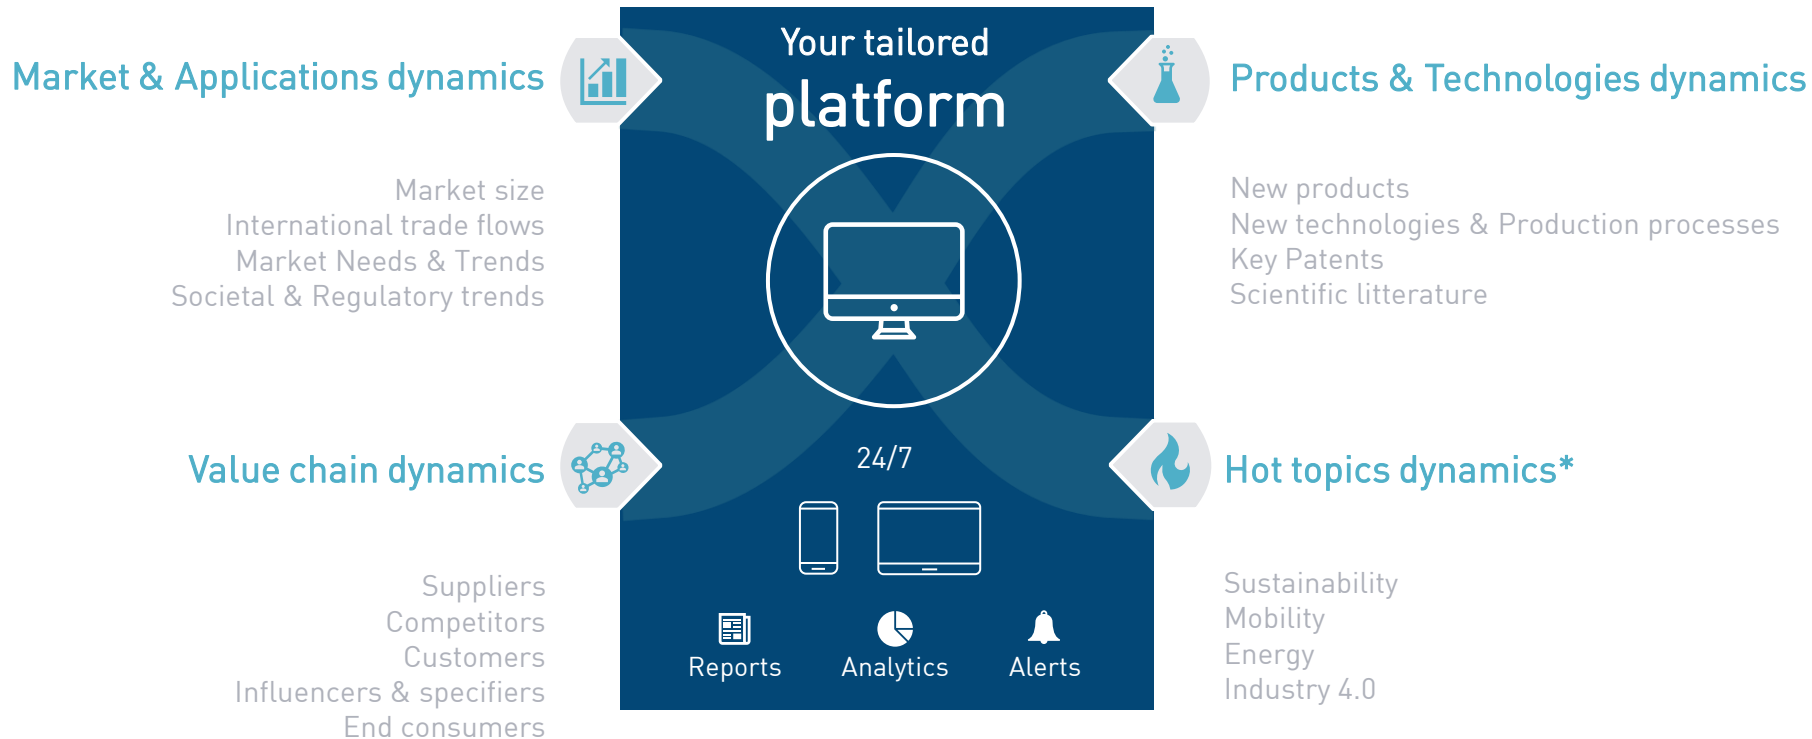 Market & Applications dynamics
Market size
International trade flows
Market Needs & Trends
Societal & Regulatory trends
Value chain dynamics
Suppliers
Competitors
Customers
Influencers & specifiers
End consumers
Your tailored
platform
24/7
Reports
Analytics
Alerts
Products & Technologies dynamics
New products
New technologies & Production processes
Key Patents
Scientific litterature
Hot topics dynamics*
Sustainability
Mobility
Energy
Industry 4.0